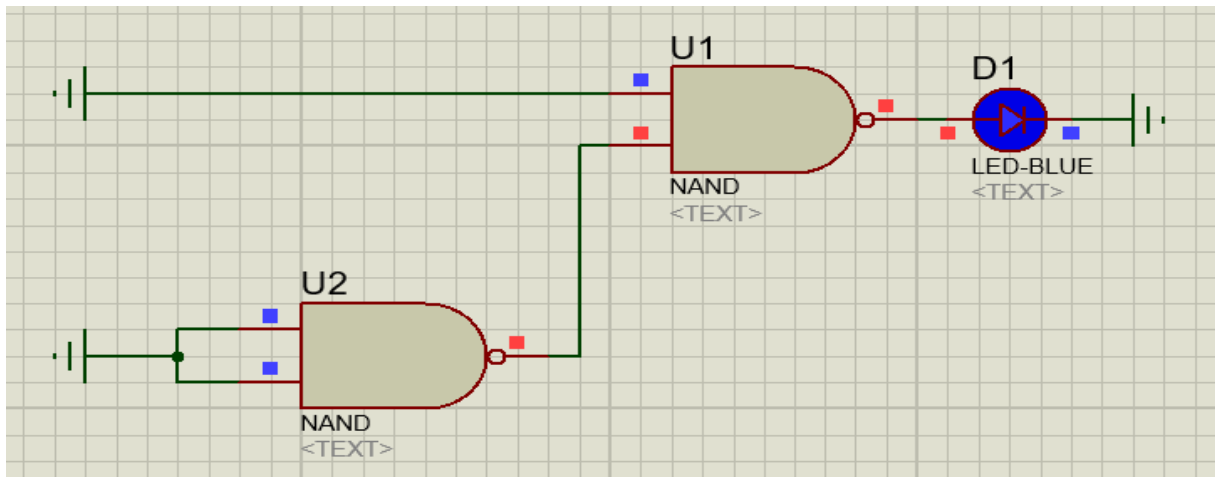 U1
NAND
<TEXT>
D1
LED-BLUE
<TEXT>
U2
NAND
<TEXT>